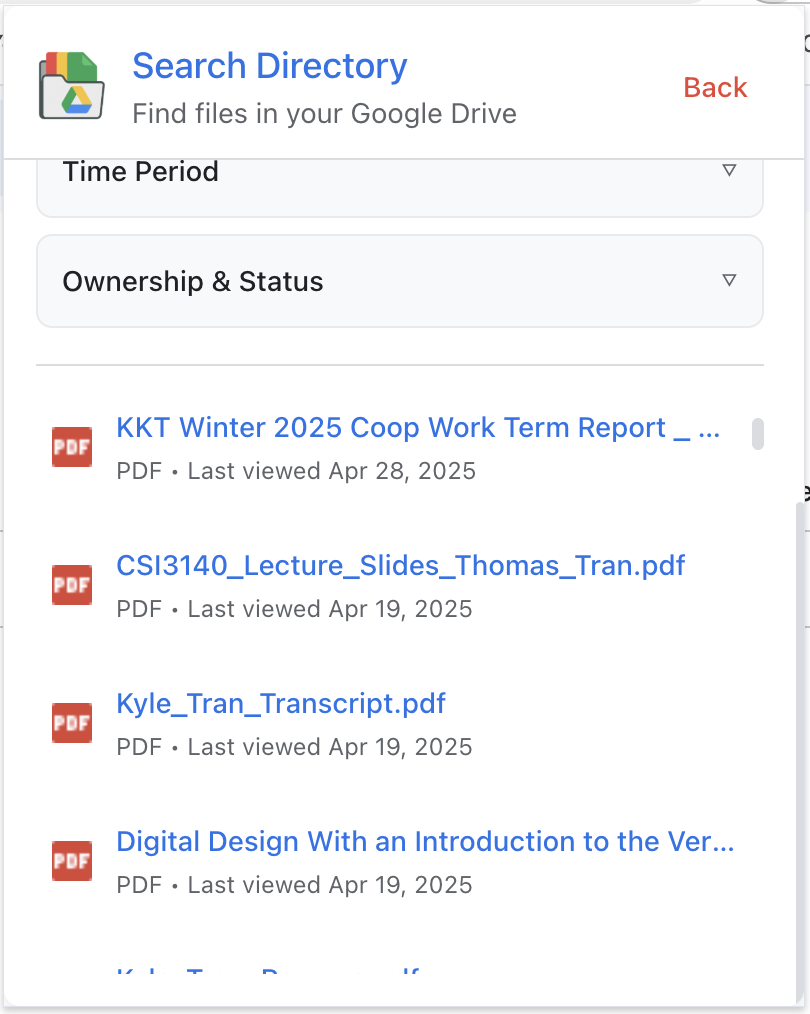 Search Directory
Find files in your Google Drive
Back
Time Period
Ownership & Status
KKT Winter 2025 Coop Work Term Report _ ...
PDF • Last viewed Apr 28, 2025
CSI3140_Lecture_Slides_Thomas_Tran.pdf
PDF • Last viewed Apr 19, 2025
Kyle_Tran_Transcript.pdf
PDF • Last viewed Apr 19, 2025
Digital Design With an Introduction to the Ver...
PDF • Last viewed Apr 19, 2025
PDF
PDF
PDF
PDF